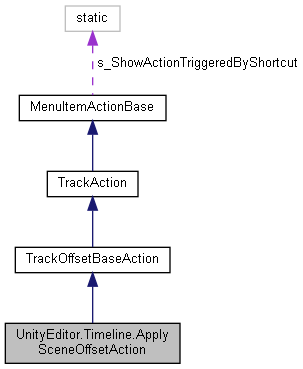 static
s_ShowActionTriggeredByShortcut
MenuItemActionBase
TrackAction
TrackOffsetBaseAction
UnityEditor.Timeline.Apply
SceneOffsetAction